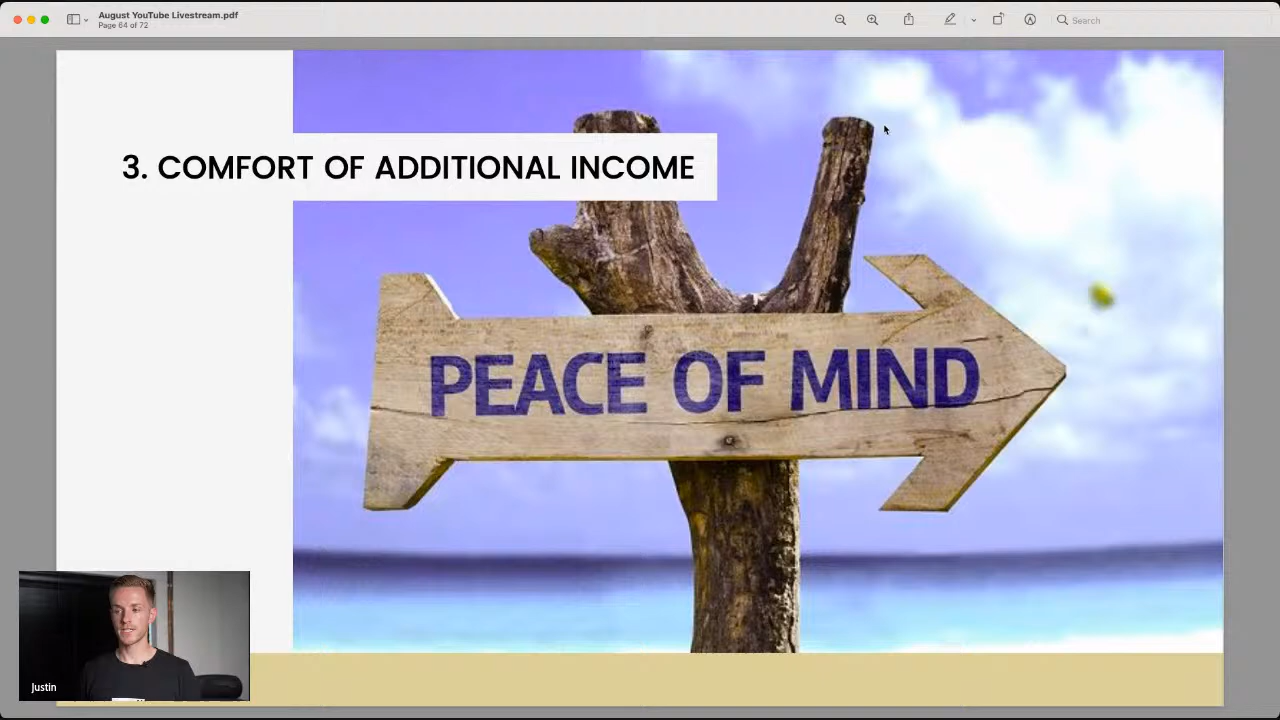 August YouTube Livestream.pdf
Page 64 of 72
Search
3. COMFORT OF ADDITIONAL INCOME
PEACE OF MIND
Justin